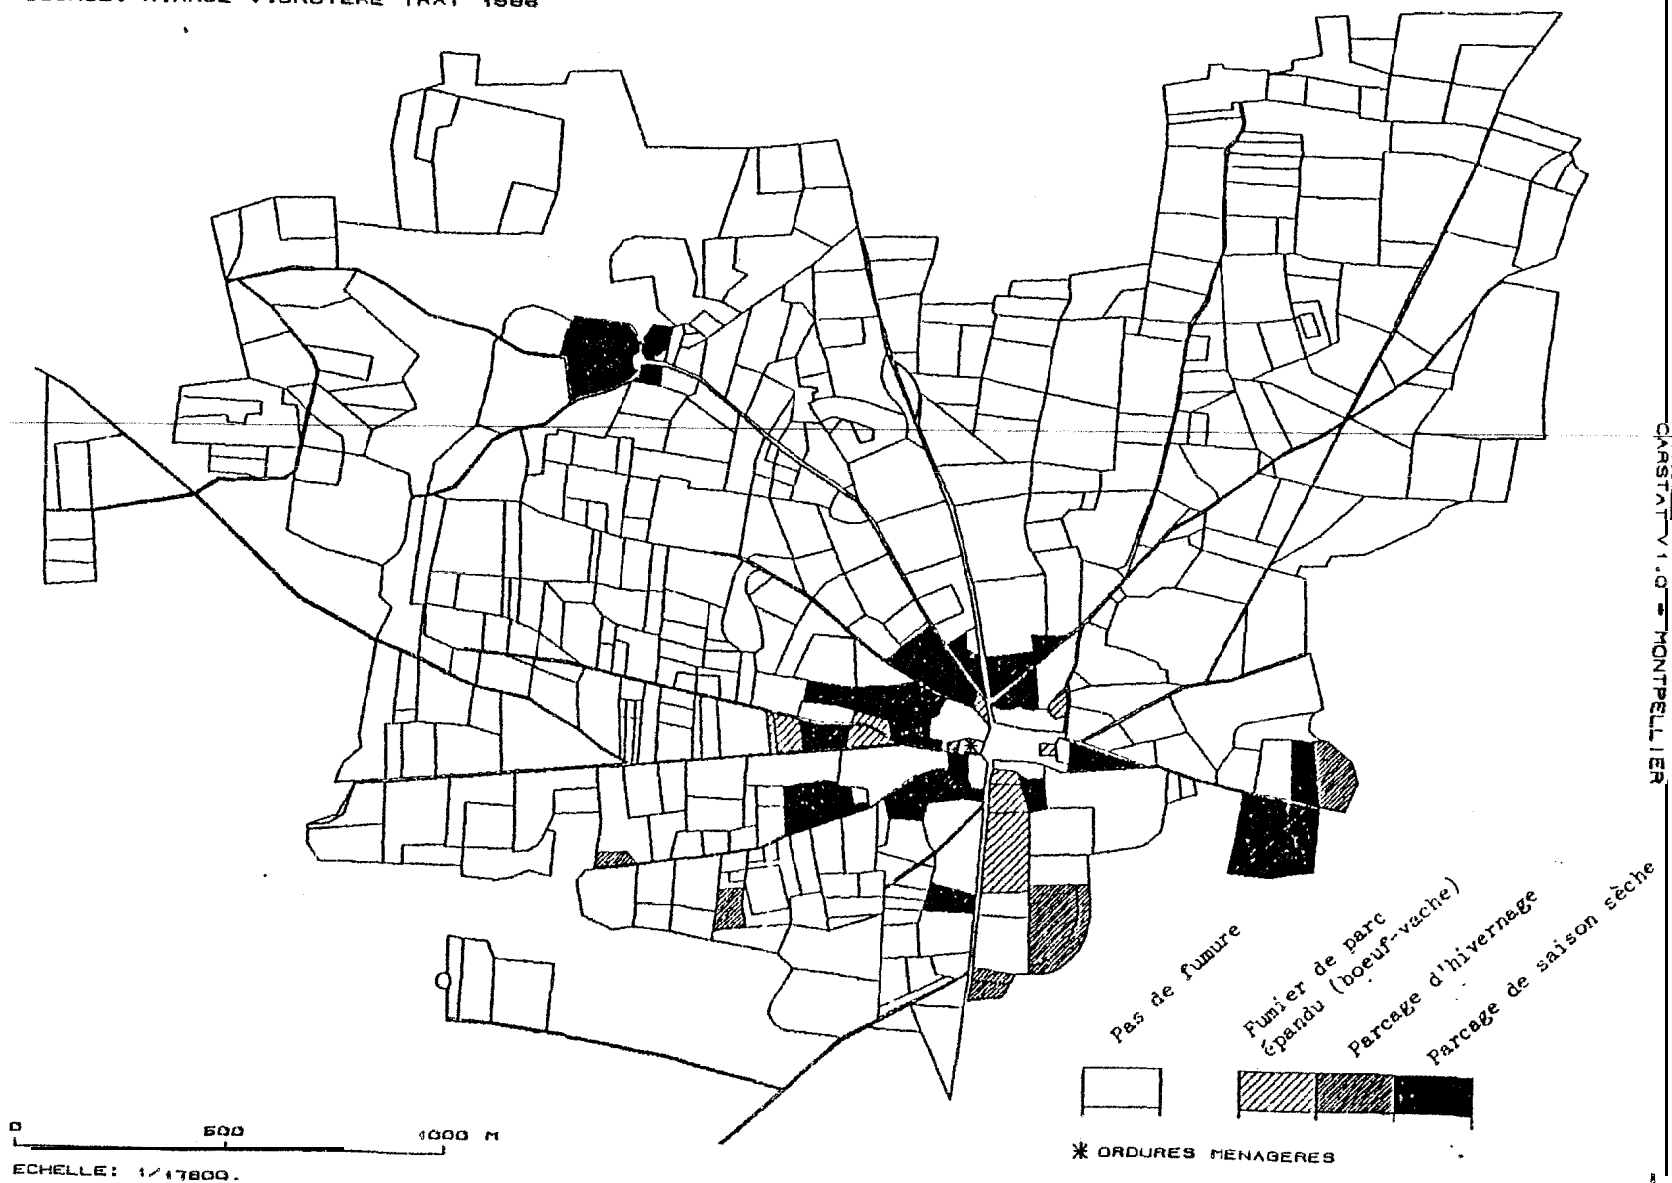 1986
Pas de fumure
Fumier de parc
épandu (boeuf-vache)
Parcage d'hivernage
Parcage de saison sèche
* ORDURES MENAGERES
0 500 1000 M
ECHELLE: 1/17800.
CARSTAT V1.0 - MONTPELLIER